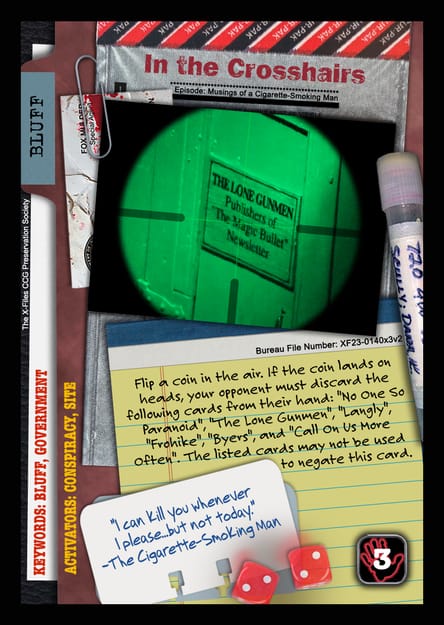 In the Crosshairs
Episode: Musings of a Cigarette-Smoking Man
BLUFF
THE LONE GUNMEN
Publishers of
"The Magic Bullet"
Newsletter
The X-Files CCG Preservation Society
Bureau File Number: XF23-0140x3v2
Flip a coin in the air. If the coin lands on
heads, your opponent must discard the
following cards from their hand: "No One So
Paranoid", "The Lone Gunmen", "Langly",
"Frohike", "Byers", and "Call On Us More
Often". The listed cards may not be used
to negate this card.
KEYWORDS: BLUFF, GOVERNMENT
ACTIVATORS: CONSPIRACY, SITE
"I can kill you whenever
I please...but not today."
-The Cigarette-Smoking Man
3